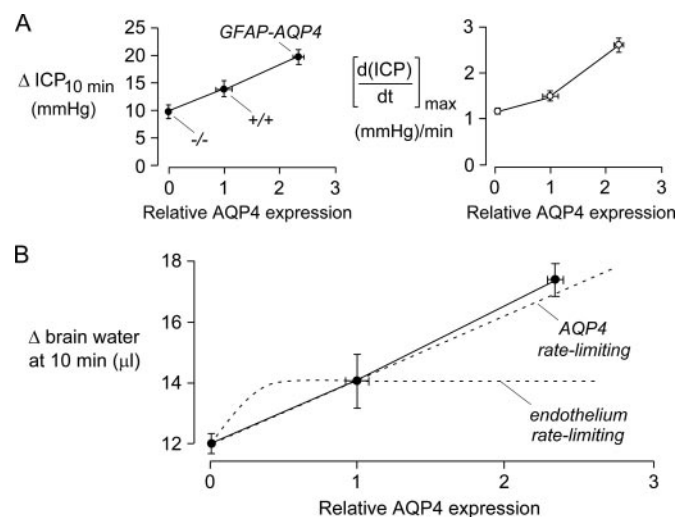 A
Δ ICP10 min
(mmHg)
25
20
15
10
5
0
GFAP-AQP4
+/+
-/-
0 1 2 3
Relative AQP4 expression
[d(ICP)
dt]max
(mmHg)/min
3
2
1
0
0 1 2 3
Relative AQP4 expression
B
Δ brain water
at 10 min (μl)
18
16
14
12
AQP4
rate-limiting
endothelium
rate-limiting
0 1 2 3
Relative AQP4 expression